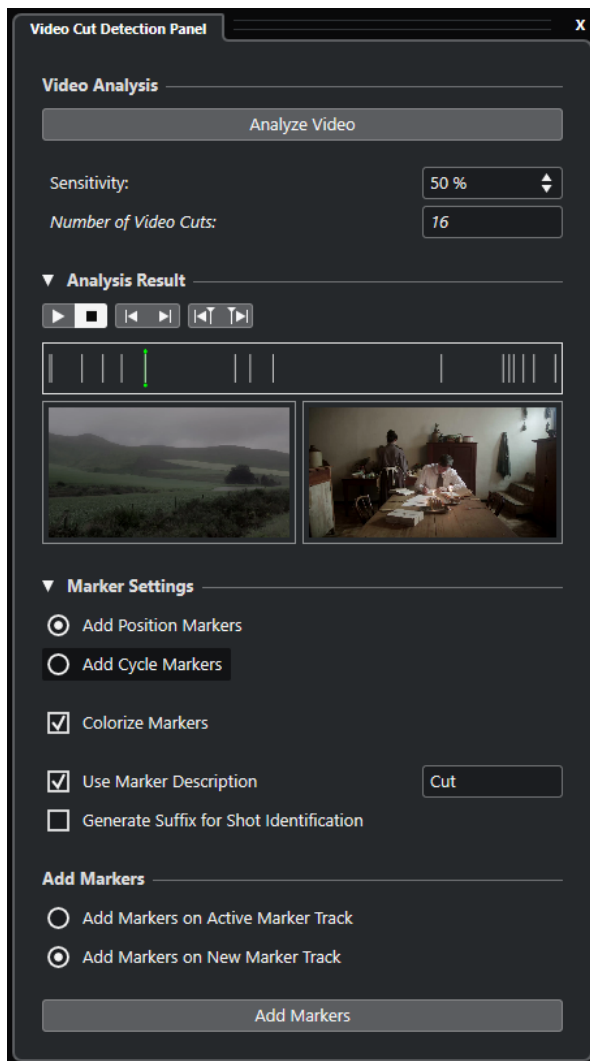 Video Cut Detection Panel
X
Video Analysis
Analyze Video
Sensitivity: 50 %
Number of Video Cuts: 16
Analysis Result
Marker Settings
Add Position Markers
Add Cycle Markers
Colorize Markers
Use Marker Description Cut
Generate Suffix for Shot Identification
Add Markers
Add Markers on Active Marker Track
Add Markers on New Marker Track
Add Markers